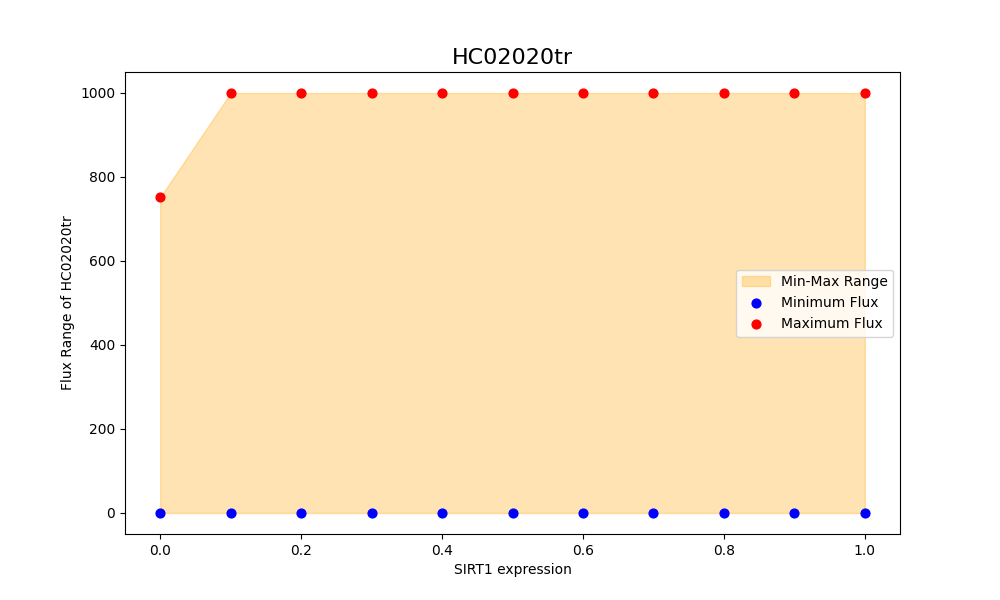 HC02020tr
Flux Range of HC02020tr
1000
800
600
400
200
0
Min-Max Range
Minimum Flux
Maximum Flux
0.0 0.2 0.4 0.6 0.8 1.0
SIRT1 expression